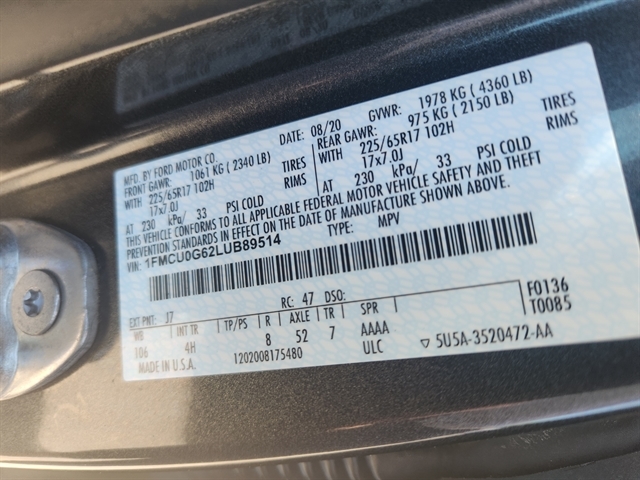 MFD. BY FORD MOTOR CO. DATE: 08/20 GVWR: 1978 KG ( 4360 LB)
FRONT GAWR: 1061 KG ( 2340 LB) REAR GAWR: 975 KG ( 2150 LB)
WITH 225/65R17 102H TIRES WITH 225/65R17 102H TIRES
17x7.0J RIMS 17x7.0J RIMS
AT 230 kPa/ 33 PSI COLD AT 230 kPa/ 33 PSI COLD
THIS VEHICLE CONFORMS TO ALL APPLICABLE FEDERAL MOTOR VEHICLE SAFETY AND THEFT
PREVENTION STANDARDS IN EFFECT ON THE DATE OF MANUFACTURE SHOWN ABOVE.
VIN: 1FMCU0G62LUB89514 TYPE: MPV
F0136
T0085
EXT PNT: J7 RC: 47 DSO:
WB INT TR TP/PS R AXLE TR SPR
106 4H 8 52 7 AAAA
MADE IN U.S.A. 1202008175480 ULC ▽ 5U5A-3520472-AA